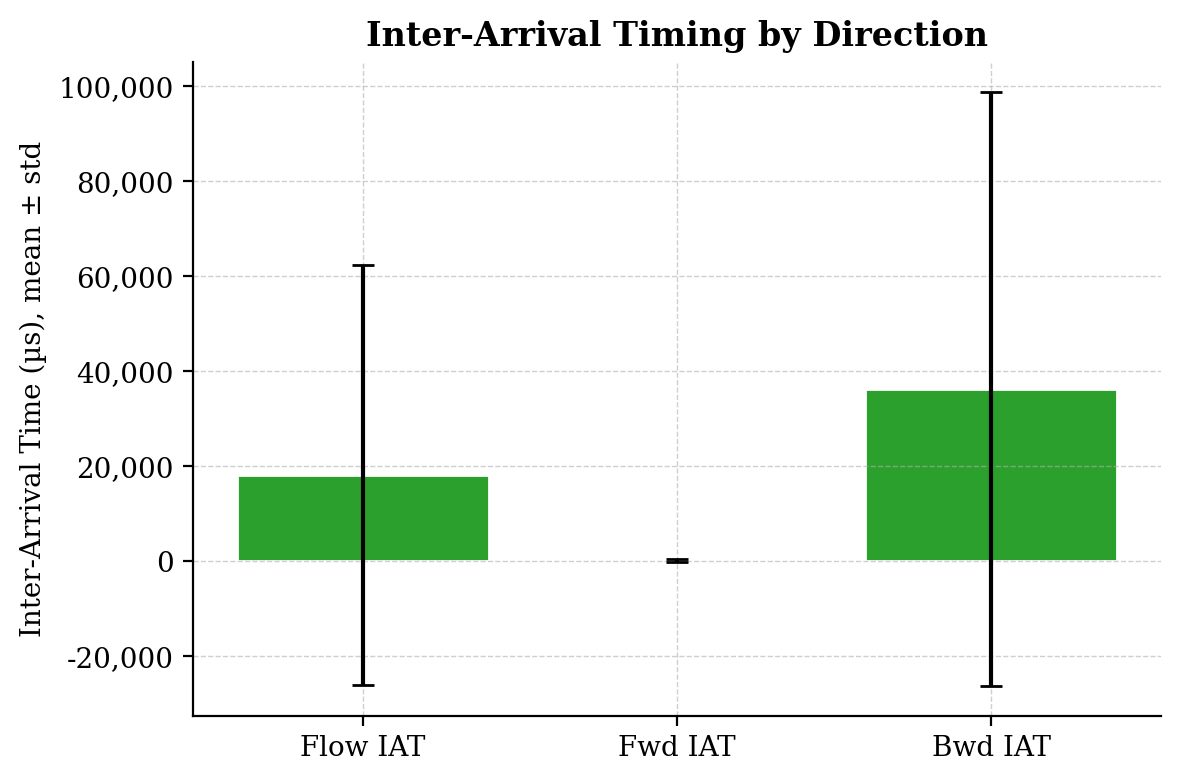 Inter-Arrival Timing by Direction
Inter-Arrival Time (µs), mean ± std
100,000
80,000
60,000
40,000
20,000
0
-20,000
Flow IAT
Fwd IAT
Bwd IAT